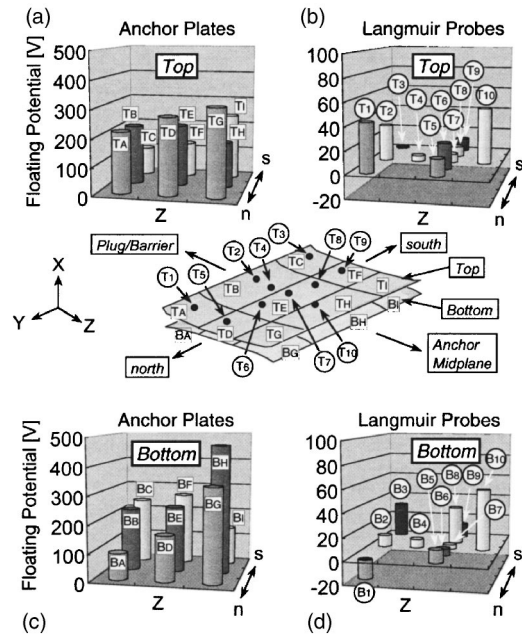 (a) Anchor Plates
Floating Potential [V]
500
400
300
200
100
0
Top
TA
TB
TC
TD
TE
TF
TG
TH
TI
Z
s
n
(b) Langmuir Probes
100
80
60
40
20
0
-20
Top
T1
T2
T3
T4
T5
T6
T7
T8
T9
T10
Z
s
n
X
Y
Z
Plug/Barrier
T1
T2
T3
T4
T5
T6
T7
T8
T9
T10
TA
TB
TC
TD
TE
TF
TG
TH
TI
BA
BG
BH
BI
south
Top
Bottom
Anchor
Midplane
north
Anchor Plates
Floating Potential [V]
500
400
300
200
100
0
Bottom
BA
BB
BC
BD
BE
BF
BG
BH
BI
Z
s
n
(c)
Langmuir Probes
100
80
60
40
20
0
-20
Bottom
B1
B2
B3
B4
B5
B6
B7
B8
B9
B10
Z
s
n
(d)